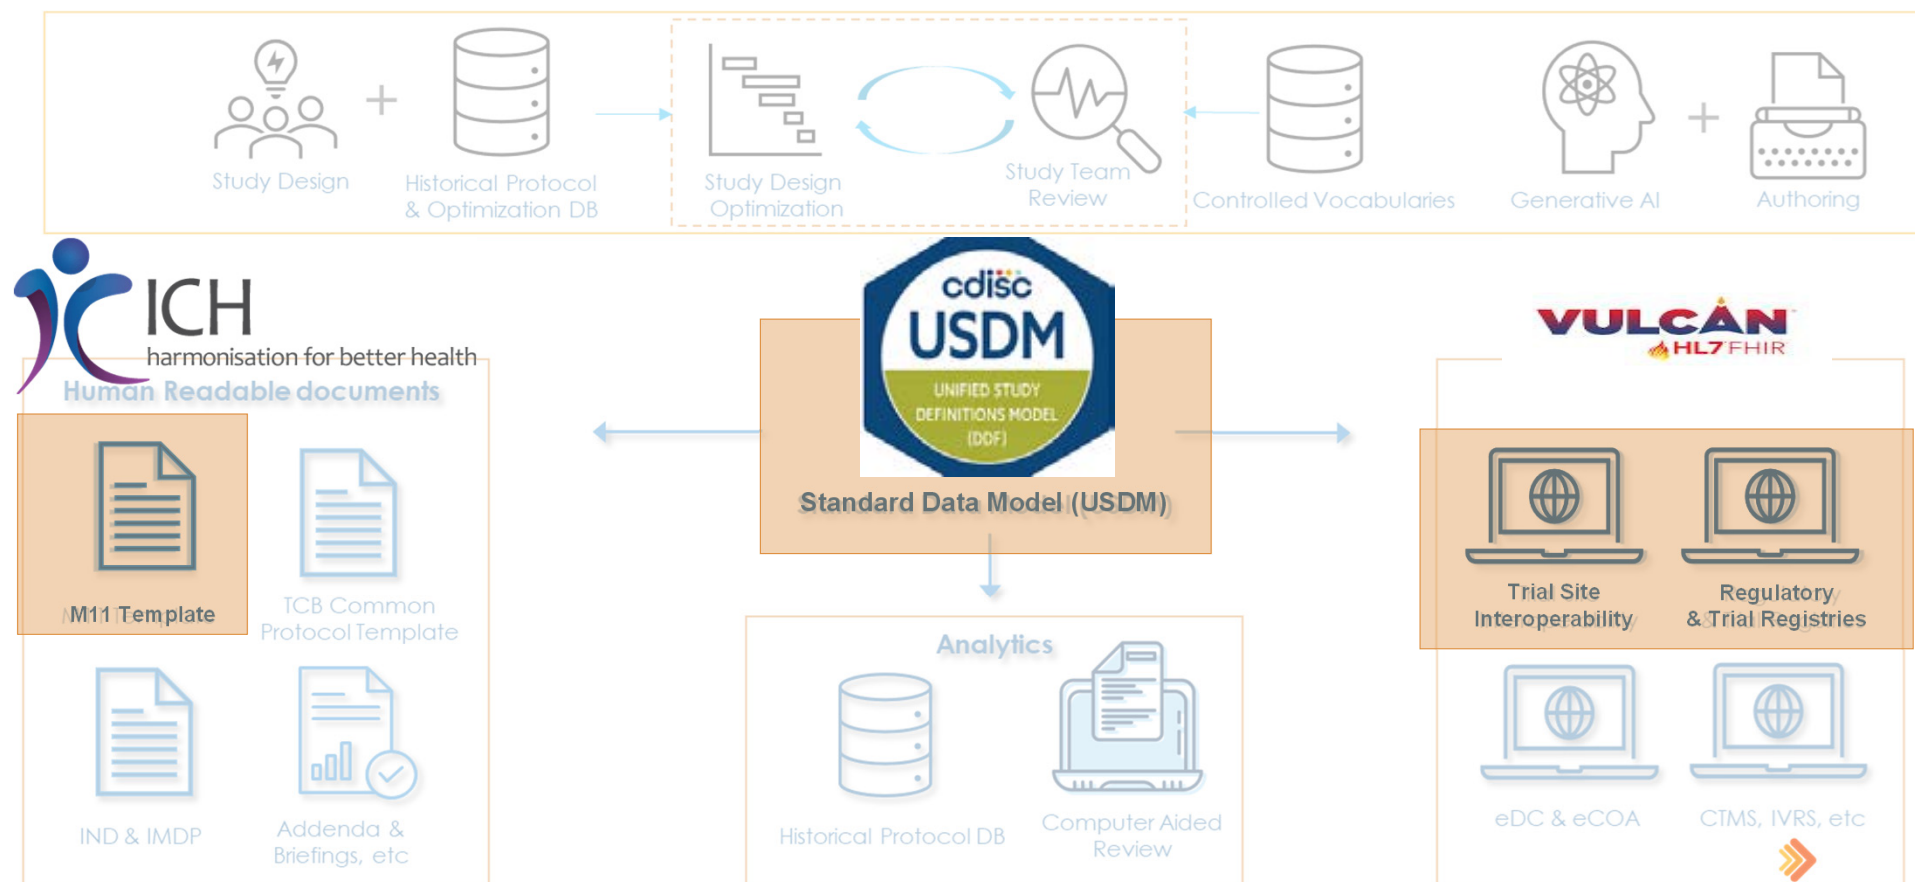 Study Design
Historical Protocol
& Optimization DB
Study Design
Optimization
Study Team
Review
Controlled Vocabularies
Generative AI
Authoring
ICH
harmonisation for better health
Human Readable documents
M11 Template
TCB Common
Protocol Template
IND & IMDP
Addenda &
Briefings, etc
cdisc
USDM
UNIFIED STUDY
DEFINITIONS MODEL
(DDF)
Standard Data Model (USDM)
Analytics
Historical Protocol DB
Computer Aided
Review
VULCAN
HL7 FHIR
Trial Site
Interoperability
Regulatory
& Trial Registries
eDC & eCOA
CTMS, IVRS, etc